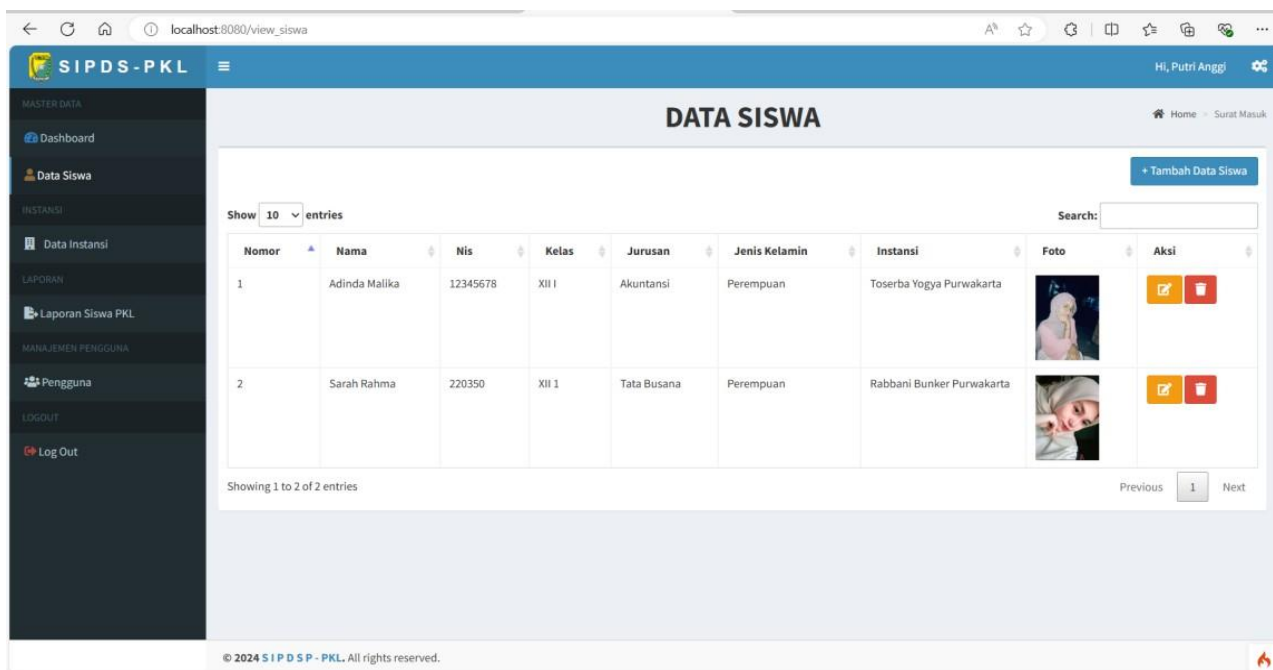 localhost:8080/view_siswa
SIPDS-PKL
Hi, Putri Anggi
MASTER DATA
Dashboard
Data Siswa
INSTANSI
Data Instansi
LAPORAN
Laporan Siswa PKL
MANAJEMEN PENGGUNA
Pengguna
LOGOUT
Log Out
DATA SISWA
Home > Surat Masuk
+ Tambah Data Siswa
Show 10 entries
Search:
Nomor Nama Nis Kelas Jurusan Jenis Kelamin Instansi Foto Aksi
1 Adinda Malika 12345678 XII I Akuntansi Perempuan Toserba Yogya Purwakarta
2 Sarah Rahma 220350 XII 1 Tata Busana Perempuan Rabbani Bunker Purwakarta
Showing 1 to 2 of 2 entries
Previous 1 Next
© 2024 S I P D S P - PKL. All rights reserved.